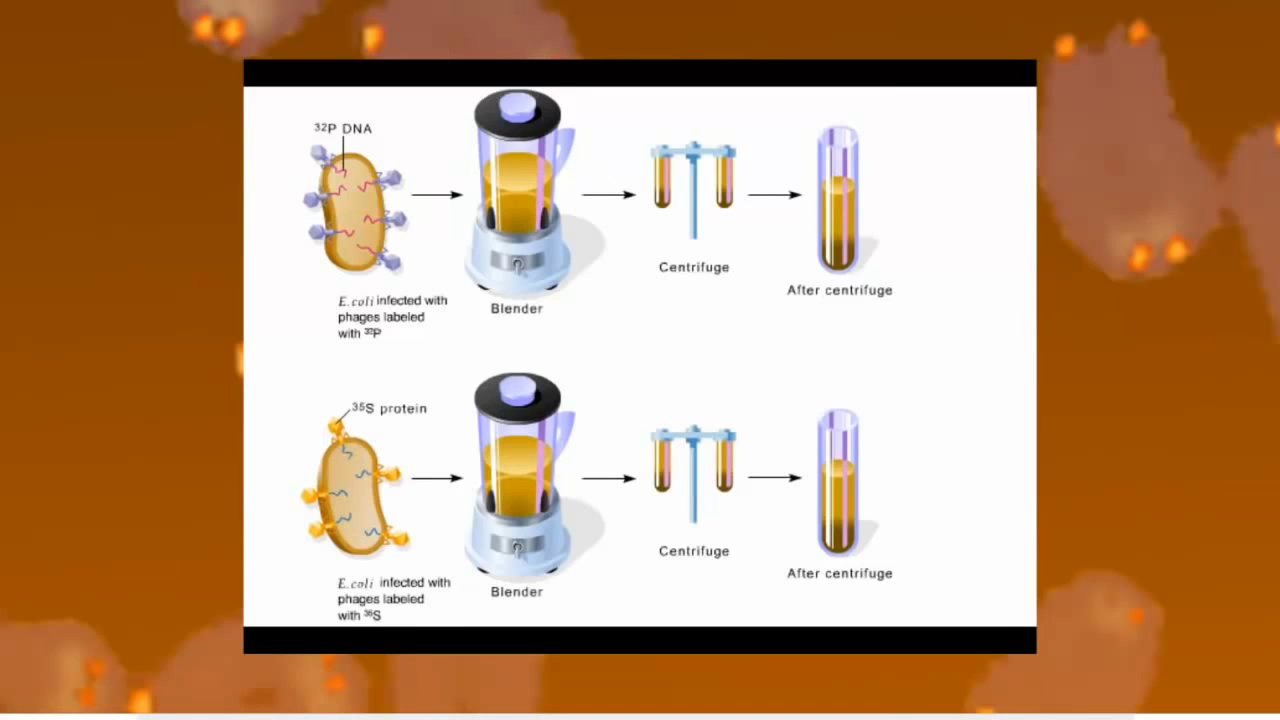 ³²P DNA
E.coli infected with
phages labeled
with ³²P
Blender
Centrifuge
After centrifuge
³⁵S protein
E.coli infected with
phages labeled
with ³⁵S
Blender
Centrifuge
After centrifuge